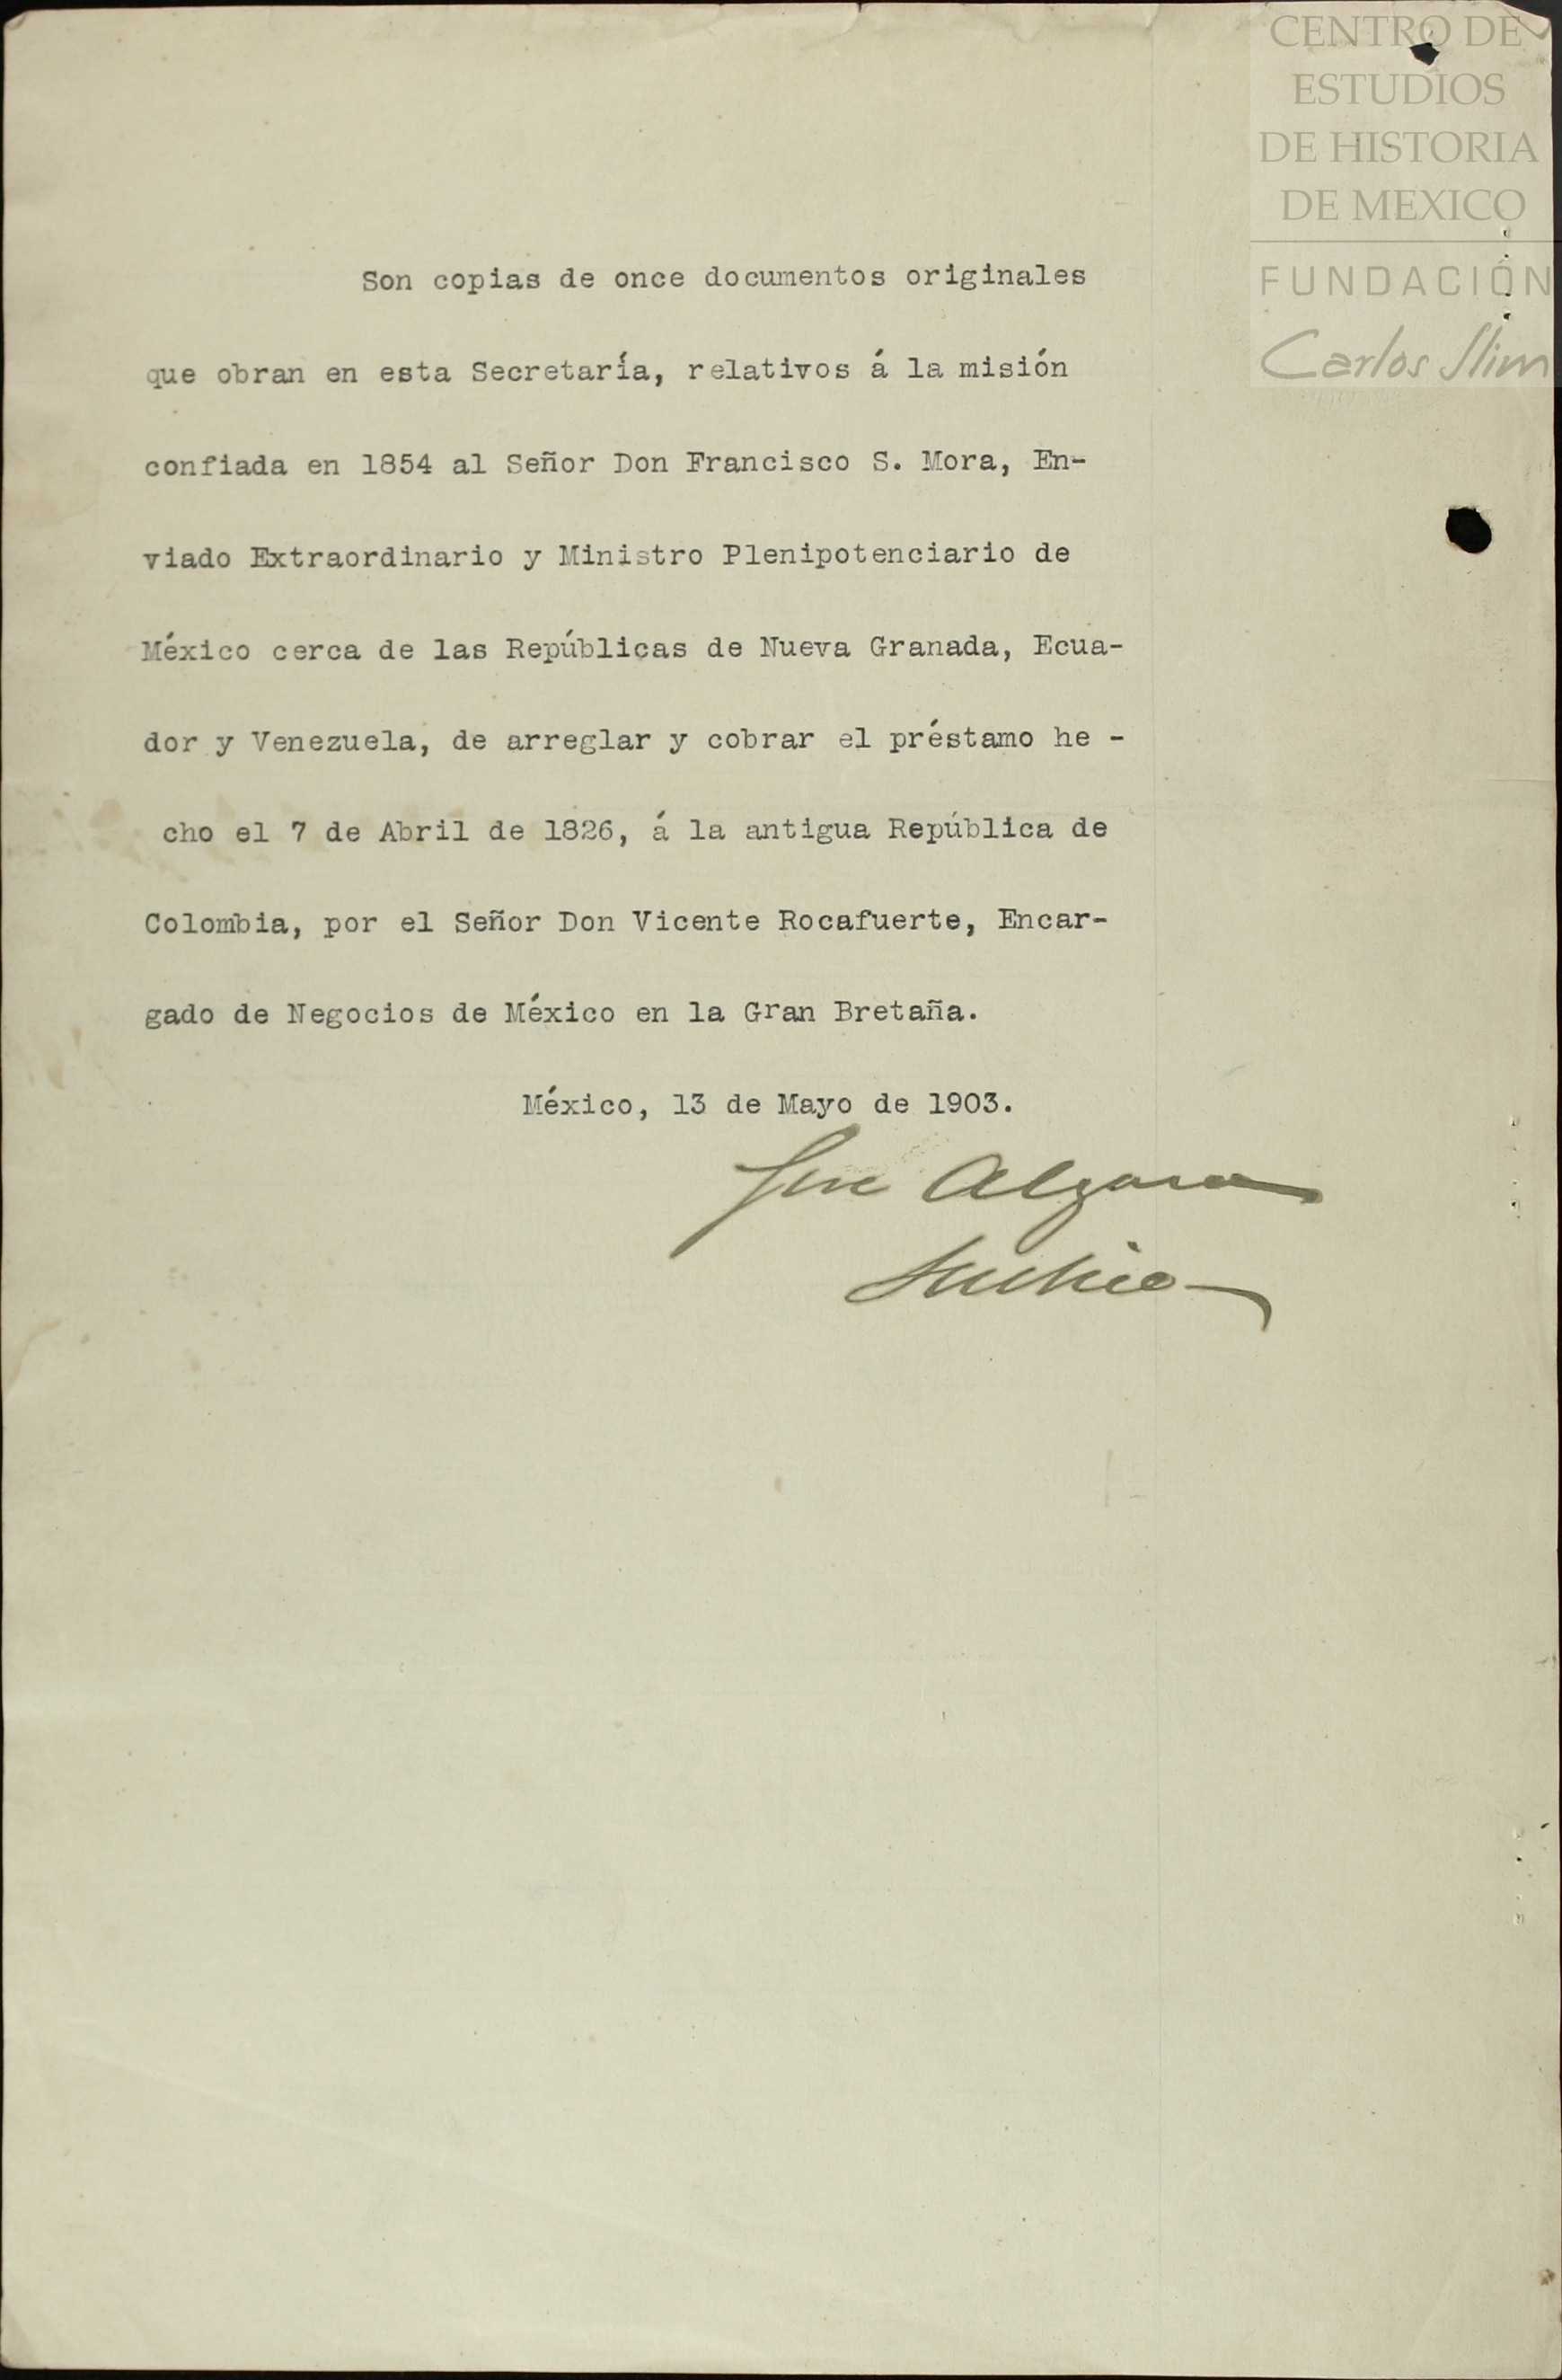 CENTRO DE
ESTUDIOS
DE HISTORIA
DE MEXICO
FUNDACIÓN
Carlos Slim
Son copias de once documentos originales
que obran en esta Secretaría, relativos á la misión
confiada en 1854 al Señor Don Francisco S. Mora, En-
viado Extraordinario y Ministro Plenipotenciario de
México cerca de las Repúblicas de Nueva Granada, Ecua-
dor y Venezuela, de arreglar y cobrar el préstamo he -
cho el 7 de Abril de 1826, á la antigua República de
Colombia, por el Señor Don Vicente Rocafuerte, Encar-
gado de Negocios de México en la Gran Bretaña.
México, 13 de Mayo de 1903.
Jose Algara